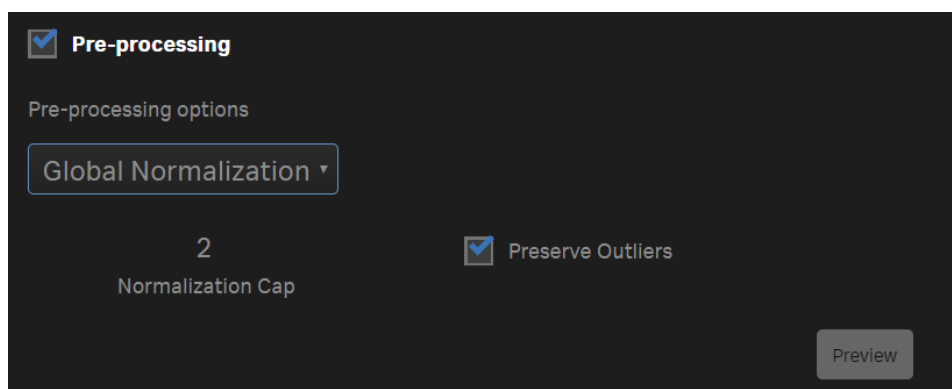 Pre-processing
Pre-processing options
Global Normalization
2
Normalization Cap
Preserve Outliers
Preview